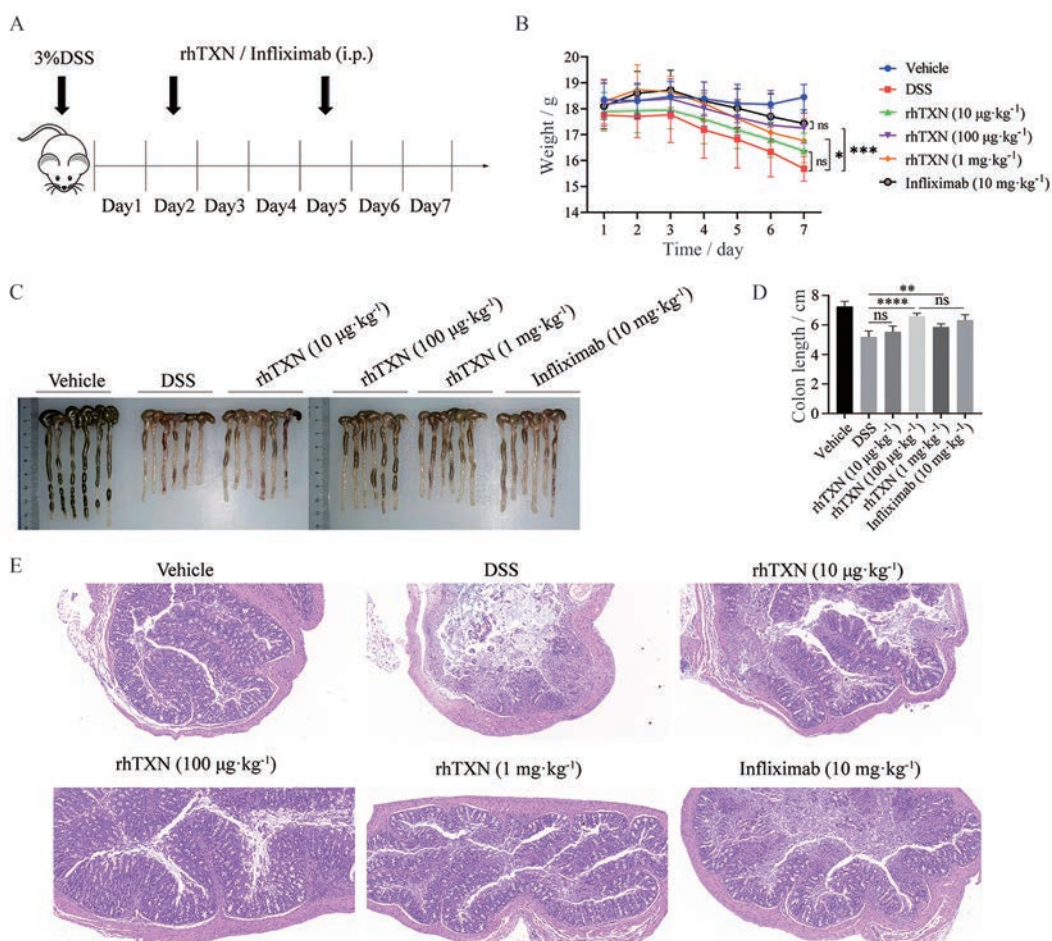 A
3%DSS
rhTXN / Infliximab (i.p.)
Day1 Day2 Day3 Day4 Day5 Day6 Day7
B
Weight / g
20
19
18
17
16
15
14
1 2 3 4 5 6 7
Time / day
ns
ns
*
***
Vehicle
DSS
rhTXN (10 μg·kg⁻¹)
rhTXN (100 μg·kg⁻¹)
rhTXN (1 mg·kg⁻¹)
Infliximab (10 mg·kg⁻¹)
C
Vehicle
DSS
rhTXN (10 μg·kg⁻¹)
rhTXN (100 μg·kg⁻¹)
rhTXN (1 mg·kg⁻¹)
Infliximab (10 mg·kg⁻¹)
D
Colon length / cm
8
6
4
2
0
**
****
ns
ns
Vehicle
DSS
rhTXN (10 μg·kg⁻¹)
rhTXN (100 μg·kg⁻¹)
rhTXN (1 mg·kg⁻¹)
Infliximab (10 mg·kg⁻¹)
E
Vehicle
DSS
rhTXN (10 μg·kg⁻¹)
rhTXN (100 μg·kg⁻¹)
rhTXN (1 mg·kg⁻¹)
Infliximab (10 mg·kg⁻¹)